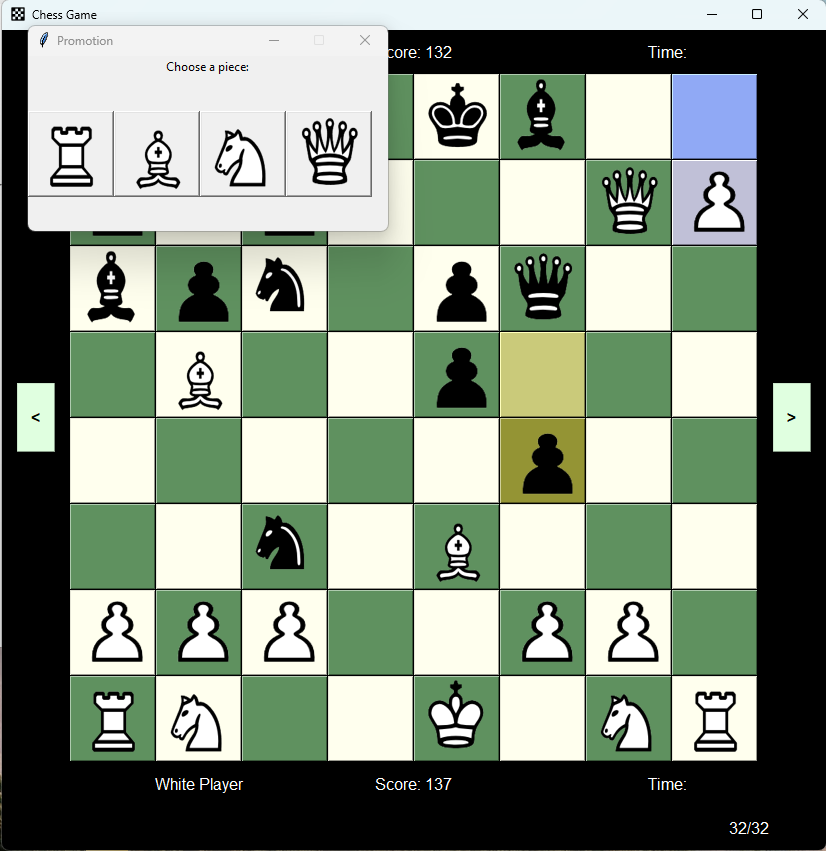 Chess Game
Promotion
Choose a piece:
core: 132
Time:
<
>
White Player
Score: 137
Time:
32/32